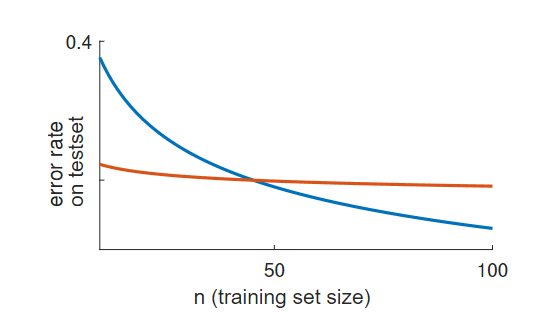 0.4
error rate
on testset
50
100
n (training set size)